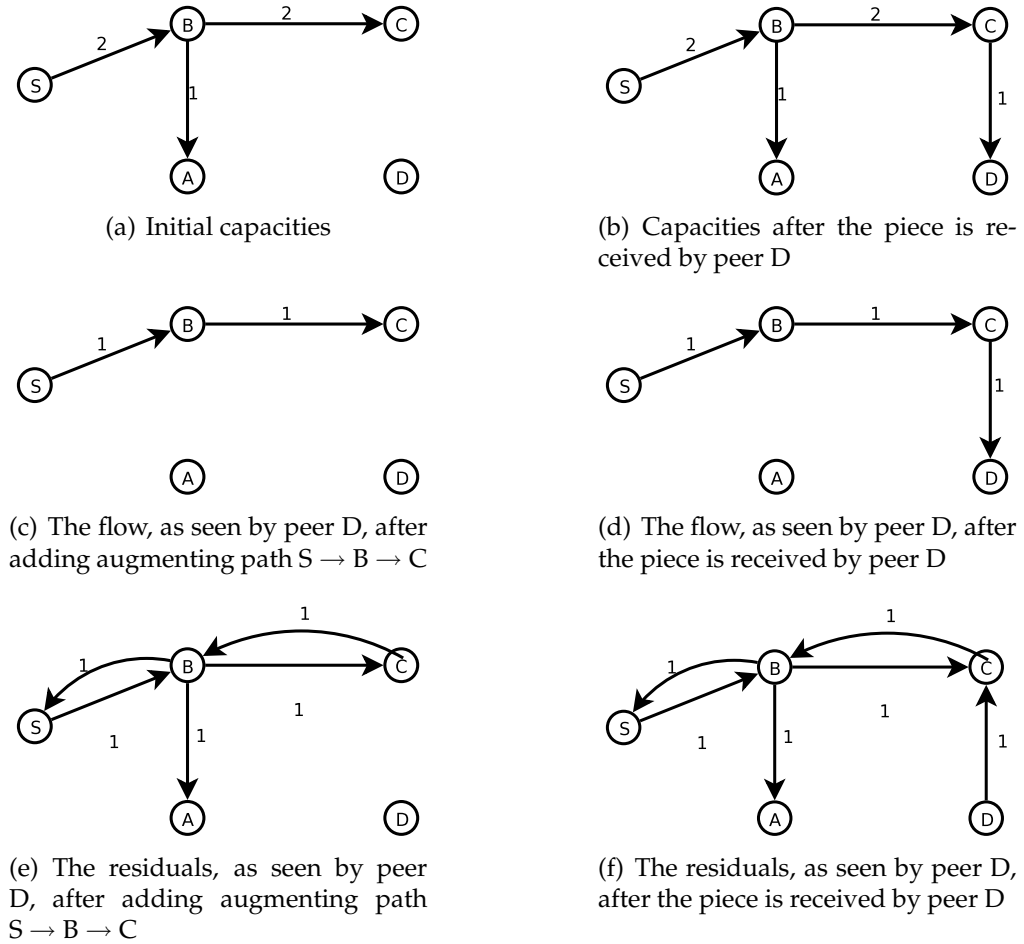 B
2
C
2
S
1
A
D
(a) Initial capacities
B
2
C
2
S
1
1
A
D
(b) Capacities after the piece is re-
ceived by peer D
B
1
C
1
S
A
D
(c) The flow, as seen by peer D, after
adding augmenting path S → B → C
B
1
C
1
S
1
A
D
(d) The flow, as seen by peer D, after
the piece is received by peer D
1
1
B
C
S
1
1
1
A
D
(e) The residuals, as seen by peer
D, after adding augmenting path
S → B → C
1
1
B
C
S
1
1
1
1
A
D
(f) The residuals, as seen by peer D,
after the piece is received by peer D